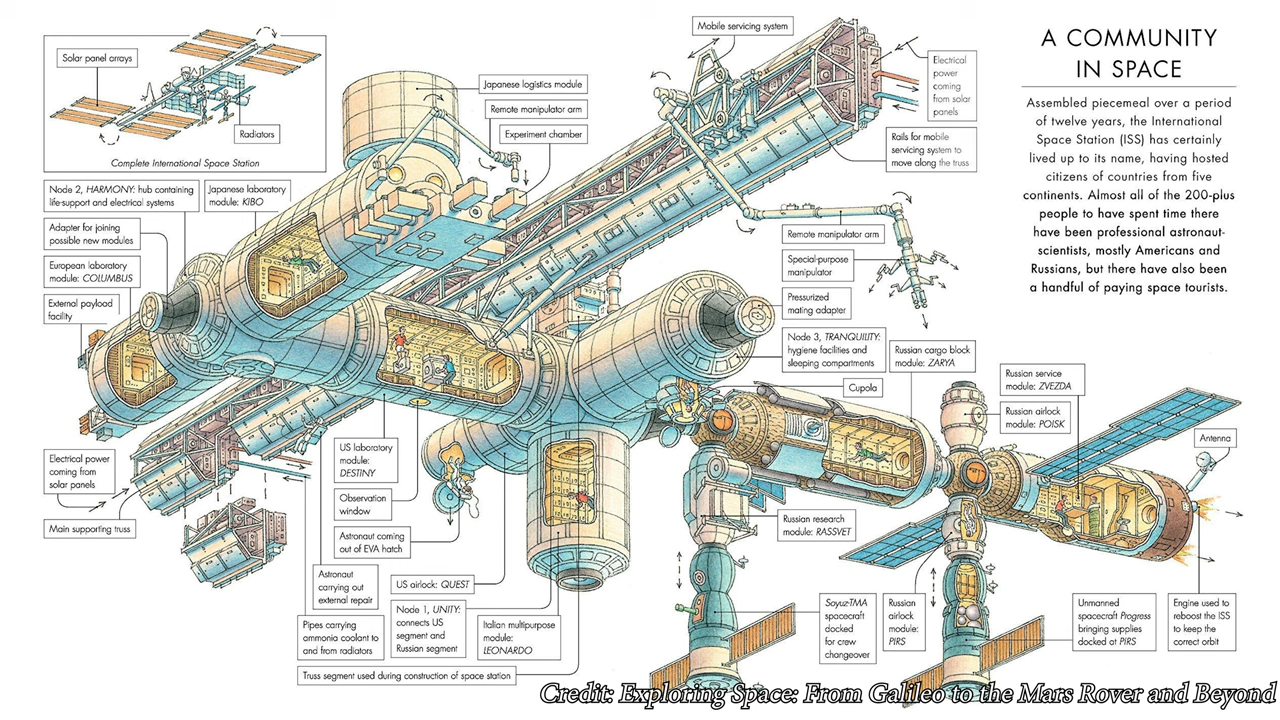 Solar panel arrays
Radiators
Complete International Space Station
Mobile servicing system
Electrical
power
coming
from solar
panels
Japanese logistics module
Remote manipulator arm
Experiment chamber
Rails for mobile
servicing system to
move along the truss
Node 2, HARMONY: hub containing
life-support and electrical systems
Japanese laboratory
module: KIBO
Adapter for joining
possible new modules
European laboratory
module: COLUMBUS
External payload
facility
Remote manipulator arm
Special-purpose
manipulator
Pressurized
mating adapter
Node 3, TRANQUILITY:
hygiene facilities and
sleeping compartments
Russian cargo block
module: ZARYA
Cupola
Russian service
module: ZVEZDA
Russian airlock
module: POISK
Antenna
Electrical power
coming from
solar panels
Main supporting truss
US laboratory
module:
DESTINY
Observation
window
Astronaut coming
out of EVA hatch
Astronaut
carrying out
external repair
US airlock: QUEST
Pipes carrying
ammonia coolant to
and from radiators
Node 1, UNITY:
connects US
segment and
Russian segment
Italian multipurpose
module:
LEONARDO
Truss segment used during construction of space station
Russian research
module: RASSVET
Soyuz-TMA
spacecraft
docked
for crew
changeover
Russian
airlock
module:
PIRS
Unmanned
spacecraft Progress
bringing supplies
docked at PIRS
Engine used to
reboost the ISS
to keep the
correct orbit
A COMMUNITY
IN SPACE
Assembled piecemeal over a period
of twelve years, the International
Space Station (ISS) has certainly
lived up to its name, having hosted
citizens of countries from five
continents. Almost all of the 200-plus
people to have spent time there
have been professional astronaut-
scientists, mostly Americans and
Russians, but there have also been
a handful of paying space tourists.
Credit: Exploring Space: From Galileo to the Mars Rover and Beyond